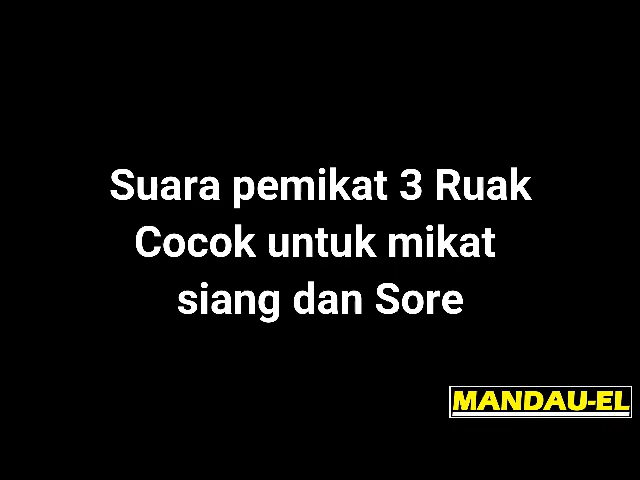 Suara pemikat 3 Ruak
Cocok untuk mikat
siang dan Sore
MANDAU-EL